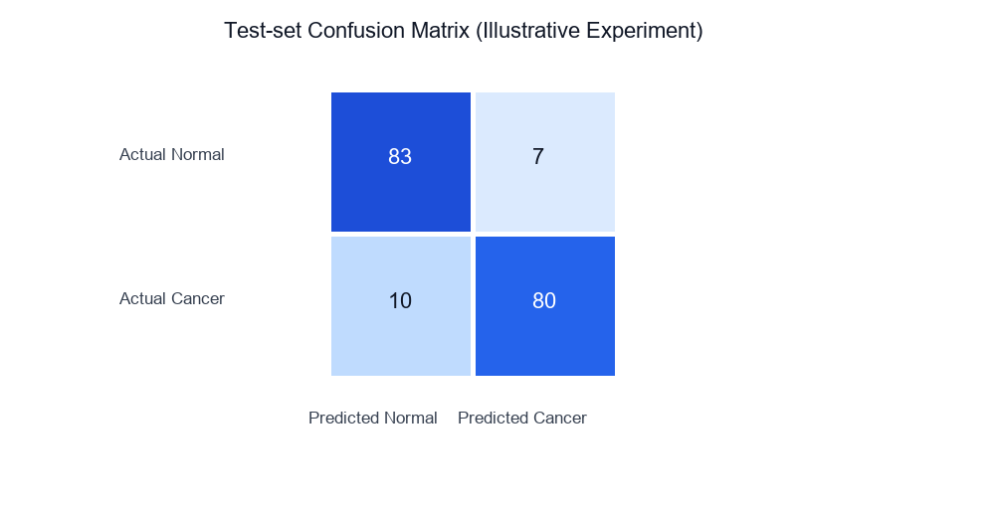 Test-set Confusion Matrix (Illustrative Experiment)
Actual Normal
83
7
Actual Cancer
10
80
Predicted Normal
Predicted Cancer